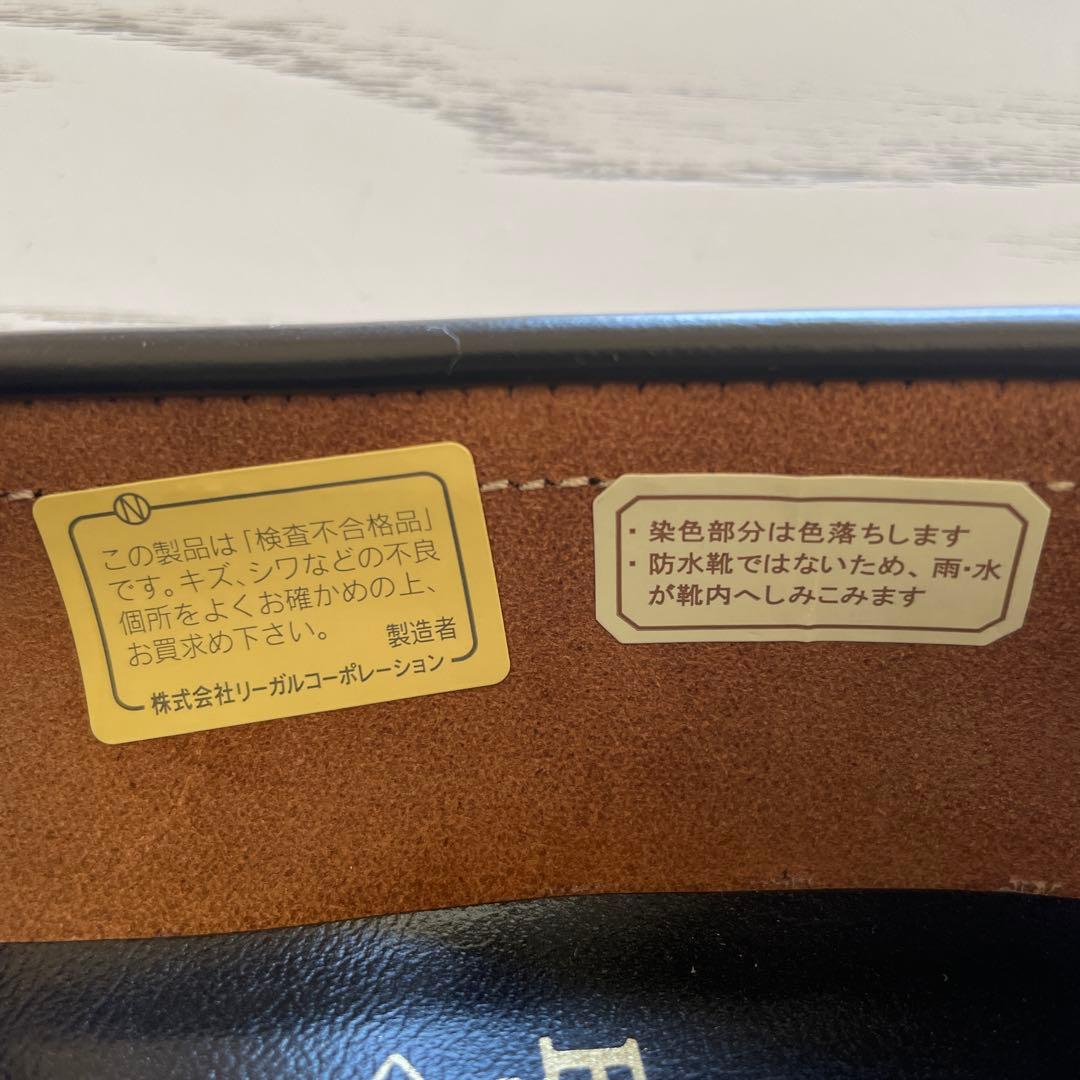 N
この製品は「検査不合格品」
です。キズ、シワなどの不良
個所をよくお確かめの上、
お買求め下さい。
製造者
株式会社リーガルコーポレーション
・染色部分は色落ちします
・防水靴ではないため、雨・水
が靴内へしみこみます